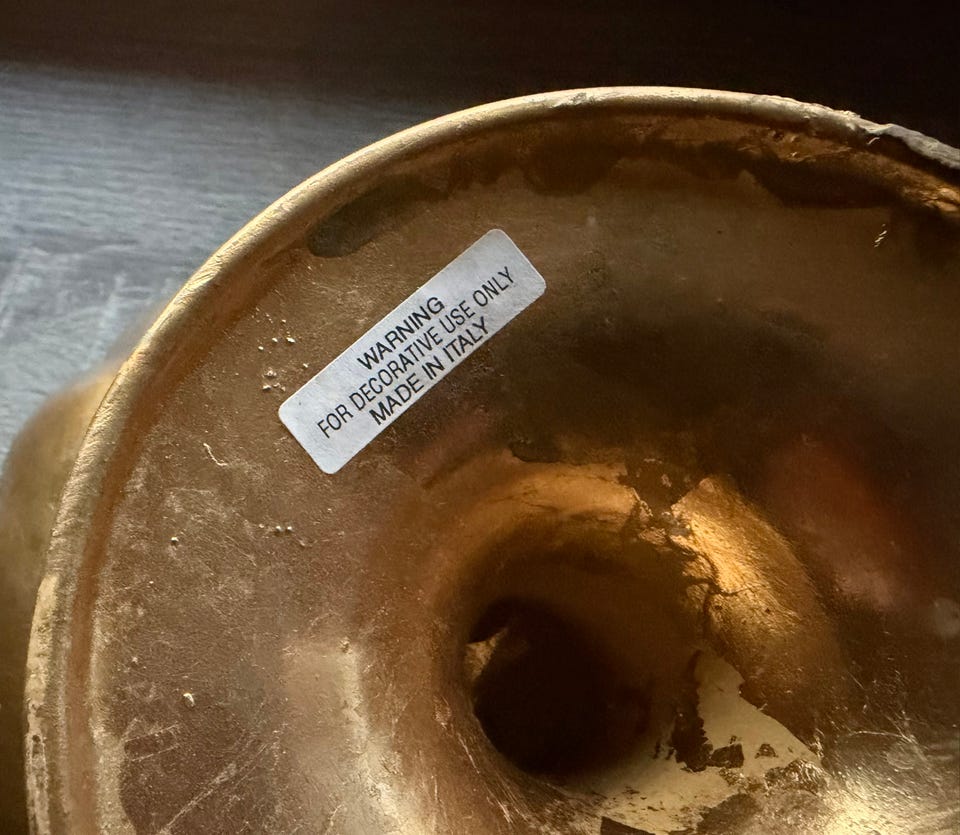 WARNING
FOR DECORATIVE USE ONLY
MADE IN ITALY